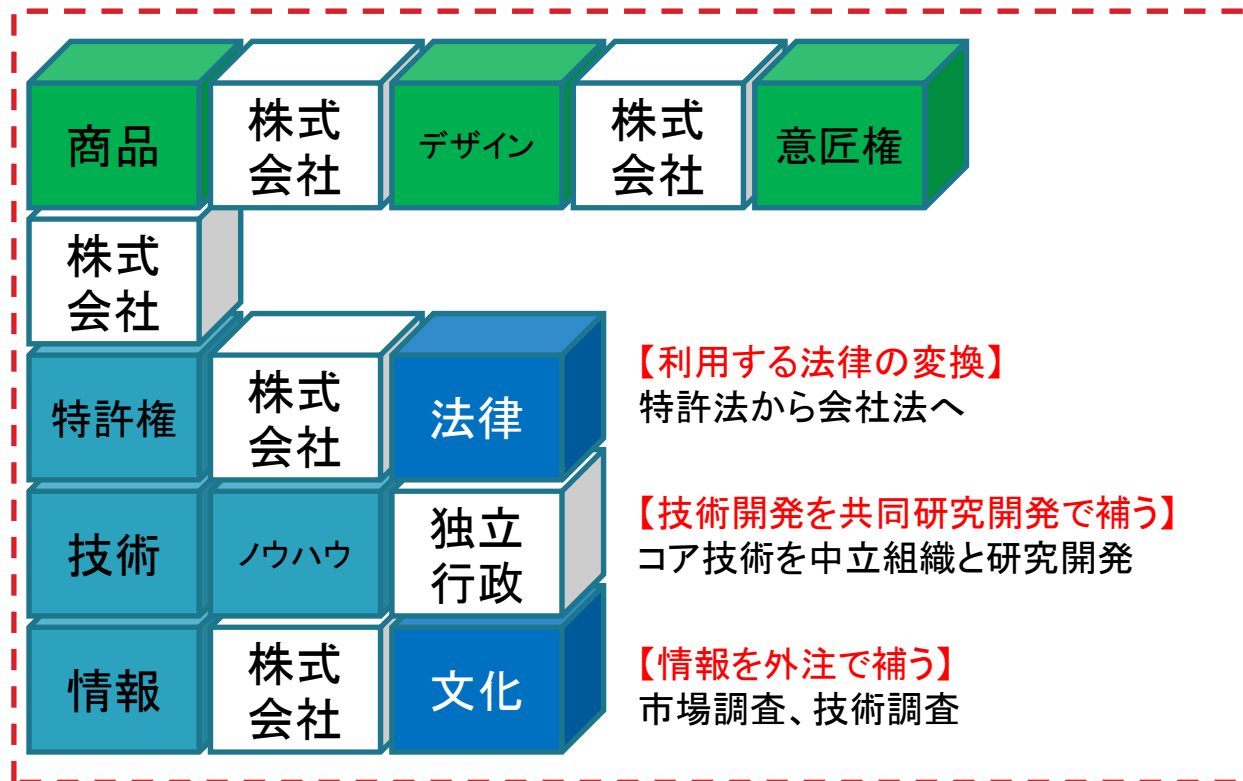 商品
株式
会社
デザイン
株式
会社
意匠権
株式
会社
特許権
株式
会社
法律
【利用する法律の変換】
特許法から会社法へ
技術
ノウハウ
独立
行政
【技術開発を共同研究開発で補う】
コア技術を中立組織と研究開発
情報
株式
会社
文化
【情報を外注で補う】
市場調査、技術調査